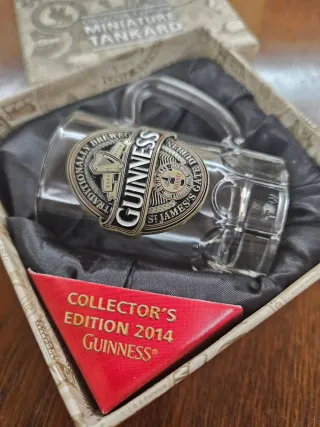 MINIATURE
TANKARD
TRADITIONALLY BREWED
GUINNESS
ST JAMES'S GATE
COLLECTOR'S
EDITION 2014
GUINNESS®